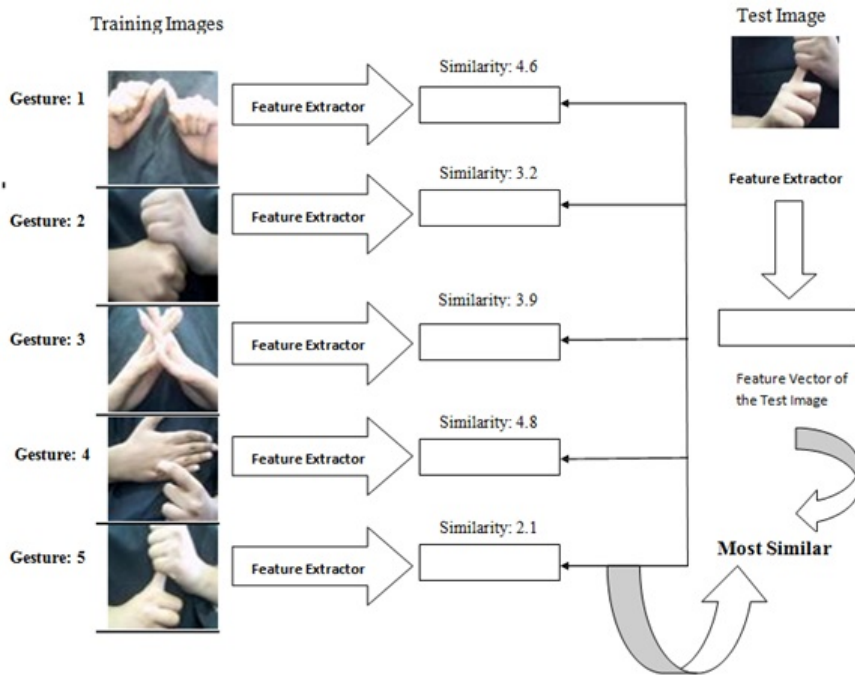 Training Images
Test Image
Gesture: 1
Feature Extractor
Similarity: 4.6
Gesture: 2
Feature Extractor
Similarity: 3.2
Gesture: 3
Feature Extractor
Similarity: 3.9
Gesture: 4
Feature Extractor
Similarity: 4.8
Gesture: 5
Feature Extractor
Similarity: 2.1
Feature Extractor
Feature Vector of
the Test Image
Most Similar